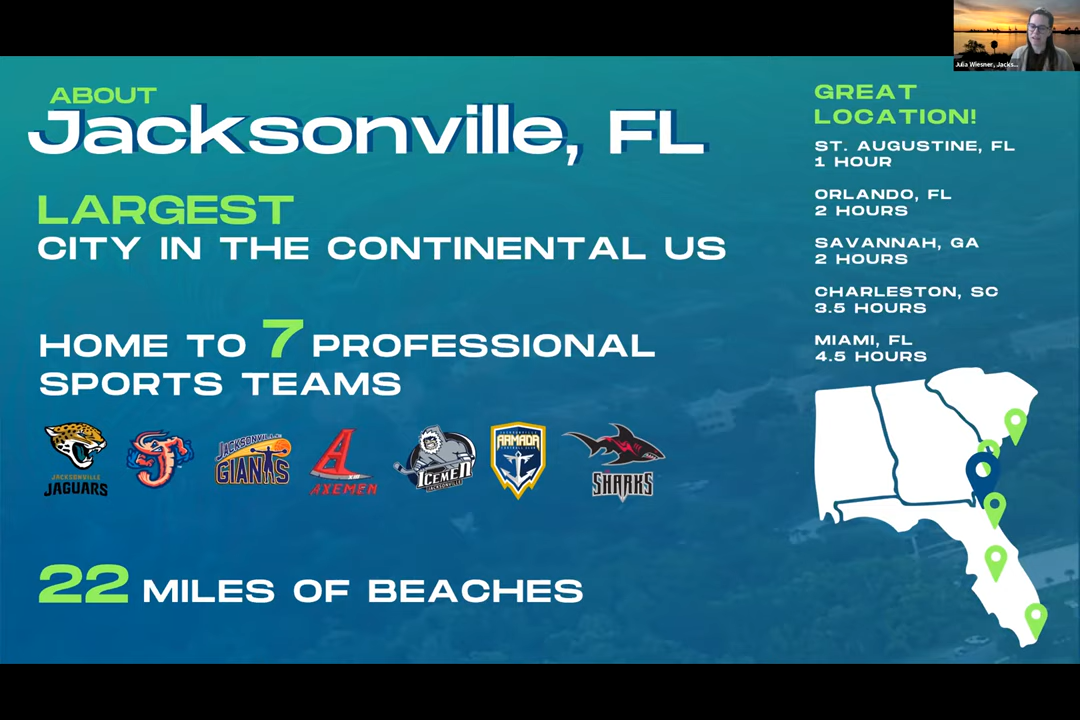 Julia Wiesner, Jacks...
ABOUT
Jacksonville, FL
LARGEST
CITY IN THE CONTINENTAL US
HOME TO 7 PROFESSIONAL
SPORTS TEAMS
JACKSONVILLE
JAGUARS
JACKSONVILLE
GIANTS
AXEMEN
ICEMEN
JACKSONVILLE
JACKSONVILLE
ARMADA
SHARKS
22 MILES OF BEACHES
GREAT
LOCATION!
ST. AUGUSTINE, FL
1 HOUR
ORLANDO, FL
2 HOURS
SAVANNAH, GA
2 HOURS
CHARLESTON, SC
3.5 HOURS
MIAMI, FL
4.5 HOURS